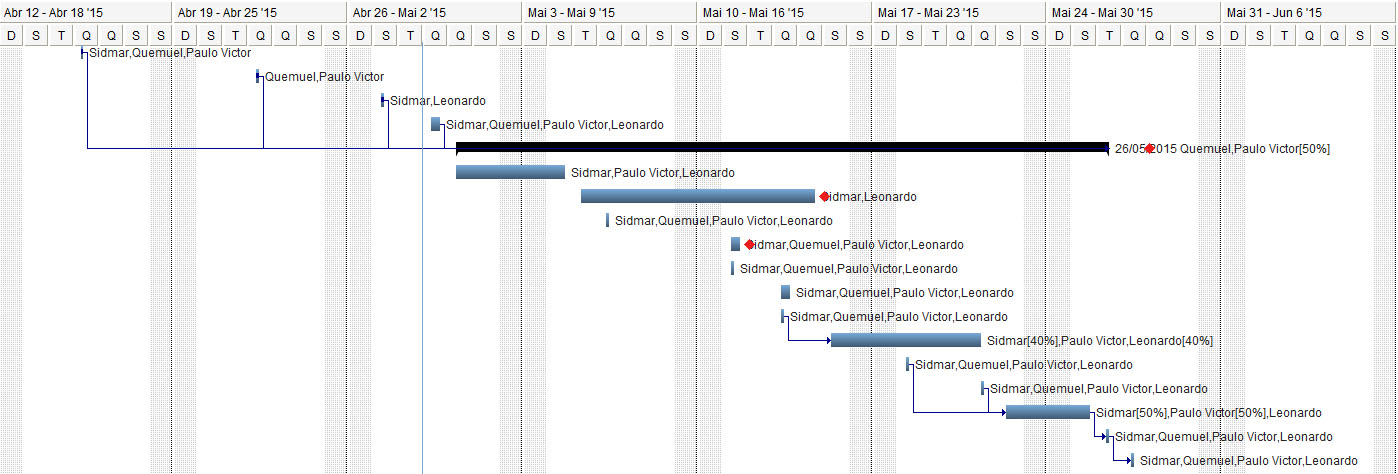 Abr 12 - Abr 18 '15 Abr 19 - Abr 25 '15 Abr 26 - Mai 2 '15 Mai 3 - Mai 9 '15 Mai 10 - Mai 16 '15 Mai 17 - Mai 23 '15 Mai 24 - Mai 30 '15 Mai 31 - Jun 6 '15
D S T Q Q S S D S T Q Q S S D S T Q Q S S D S T Q Q S S D S T Q Q S S D S T Q Q S S D S T Q Q S S D S T Q Q S S
Sidmar,Quemuel,Paulo Victor
Quemuel,Paulo Victor
Sidmar,Leonardo
Sidmar,Quemuel,Paulo Victor,Leonardo
26/05/2015 Quemuel,Paulo Victor[50%]
Sidmar,Paulo Victor,Leonardo
Sidmar,Leonardo
Sidmar,Quemuel,Paulo Victor,Leonardo
Sidmar,Quemuel,Paulo Victor,Leonardo
Sidmar,Quemuel,Paulo Victor,Leonardo
Sidmar,Quemuel,Paulo Victor,Leonardo
Sidmar,Quemuel,Paulo Victor,Leonardo
Sidmar[40%],Paulo Victor,Leonardo[40%]
Sidmar,Quemuel,Paulo Victor,Leonardo
Sidmar,Quemuel,Paulo Victor,Leonardo
Sidmar[50%],Paulo Victor[50%],Leonardo
Sidmar,Quemuel,Paulo Victor,Leonardo
Sidmar,Quemuel,Paulo Victor,Leonardo